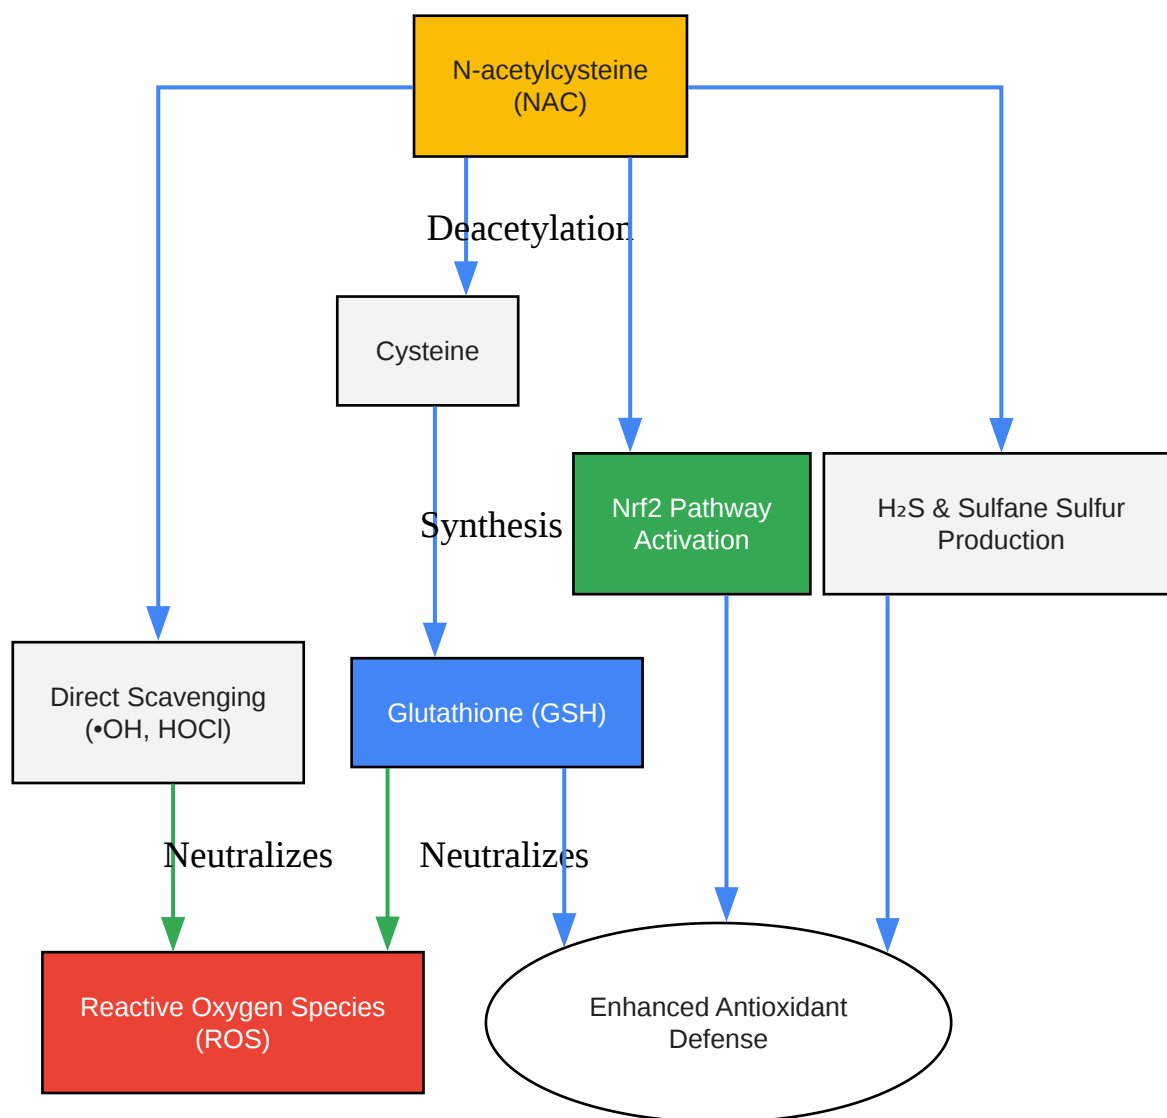 N-acetylcysteine
(NAC)
Deacetylation
Cysteine
Synthesis
Nrf2 Pathway
Activation
H₂S & Sulfane Sulfur
Production
Direct Scavenging
(•OH, HOCl)
Glutathione (GSH)
Neutralizes
Neutralizes
Reactive Oxygen Species
(ROS)
Enhanced Antioxidant
Defense